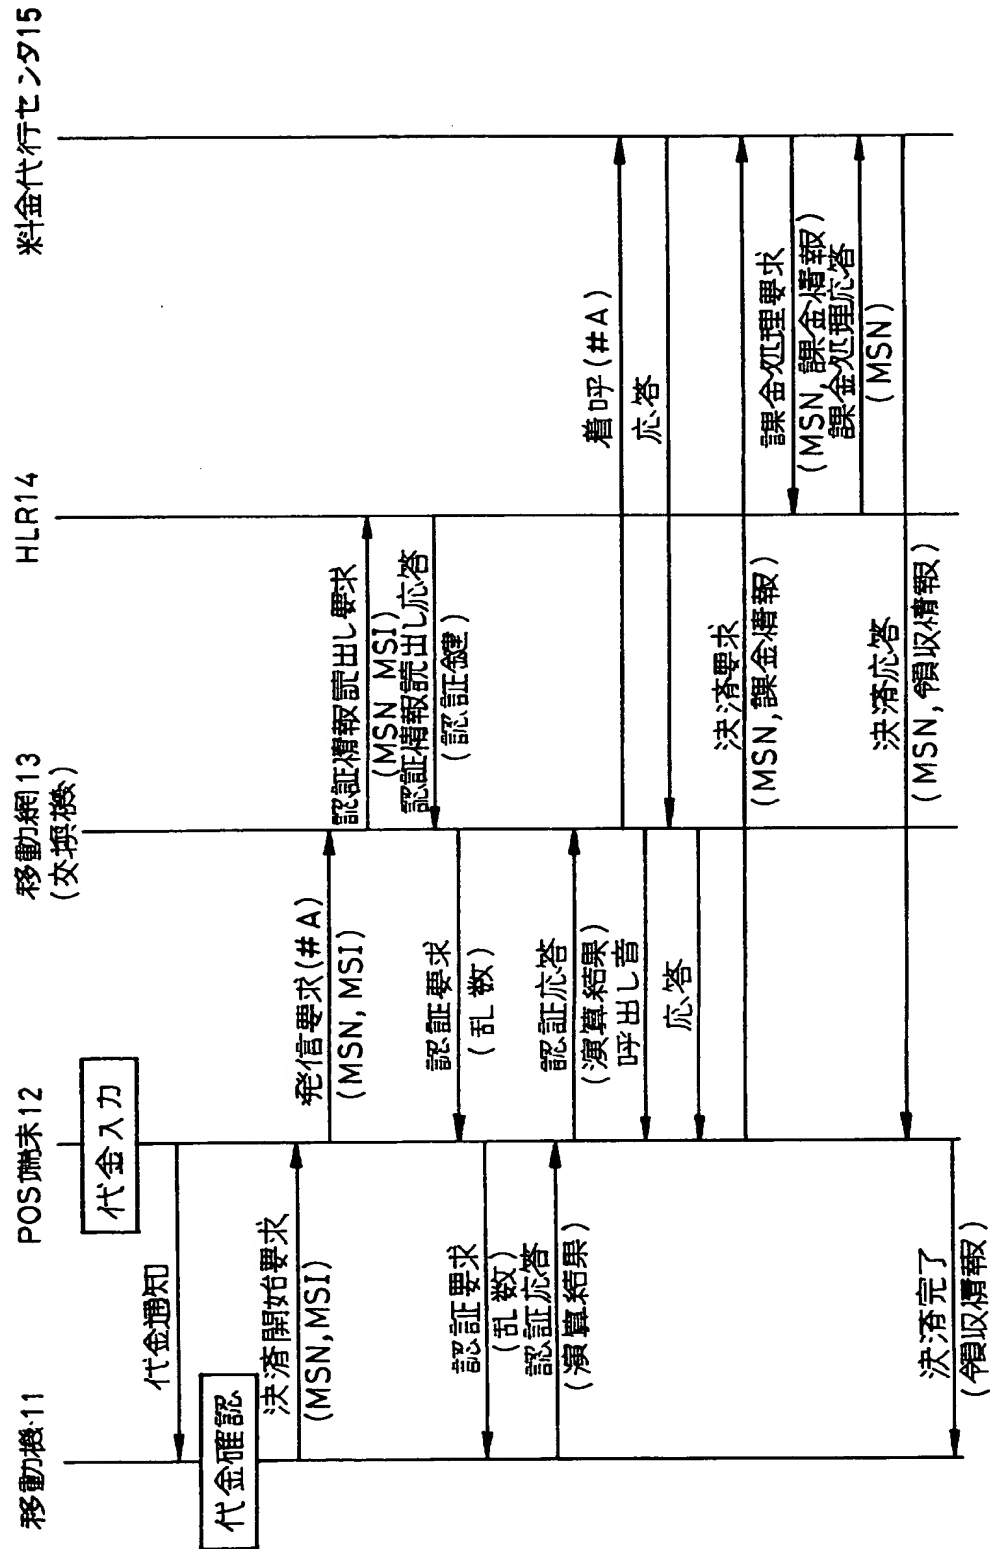 移動機11
POS端末12
移動網13
(交換機)
HLR14
料金代行センタ15
代金入力
代金通知
代金確認
決済開始要求
(MSN,MSI)
発信要求(#A)
(MSN,MSI)
認証情報読出し要求
(MSN MSI)
認証情報読出し応答
(認証鍵)
認証要求
(乱数)
認証要求
(乱数)
認証応答
(演算結果)
認証応答
(演算結果)
着呼(#A)
呼出し音
応答
応答
決済要求
(MSN,課金情報)
課金処理要求
(MSN,課金情報)
課金処理応答
(MSN)
決済応答
(MSN,領収情報)
決済完了
(領収情報)